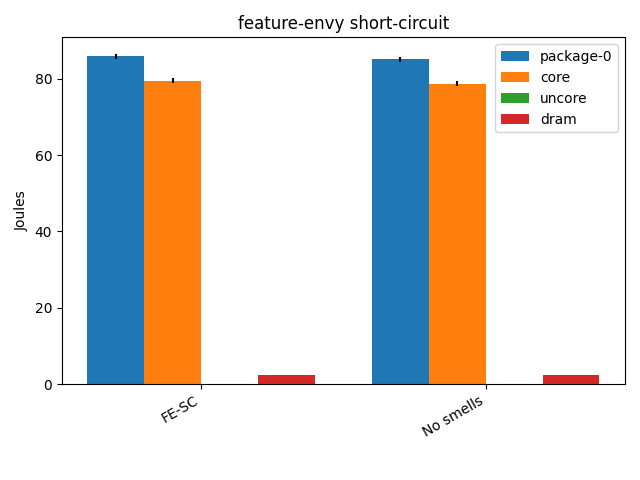 feature-envy short-circuit
package-0
core
uncore
dram
80
60
40
20
0
Joules
FE-SC
No smells